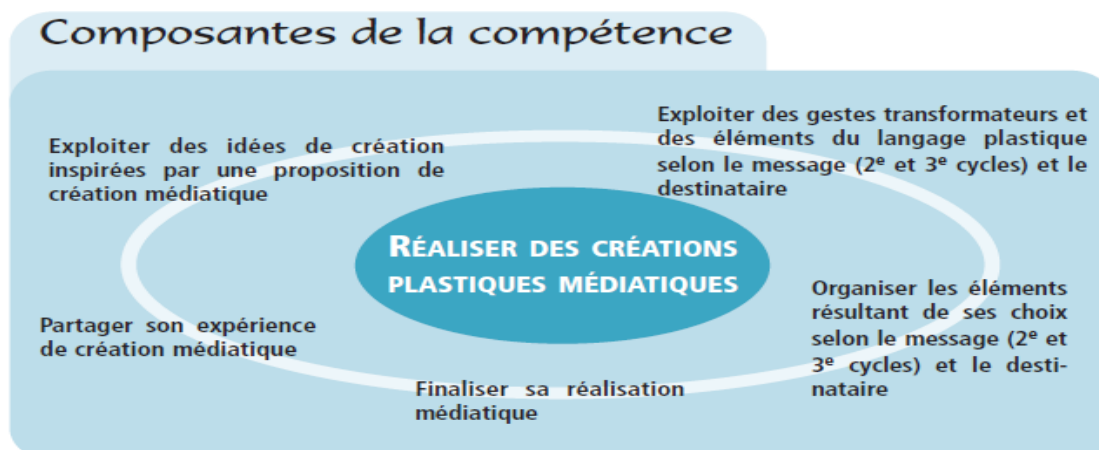 Composantes de la compétence
Exploiter des idées de création
inspirées par une proposition de
création médiatique
Exploiter des gestes transformateurs et
des éléments du langage plastique
selon le message (2e et 3e cycles) et le
destinataire
RÉALISER DES CRÉATIONS
PLASTIQUES MÉDIATIQUES
Organiser les éléments
résultant de ses choix
selon le message (2e et
3e cycles) et le desti-
nataire
Partager son expérience
de création médiatique
Finaliser sa réalisation
médiatique